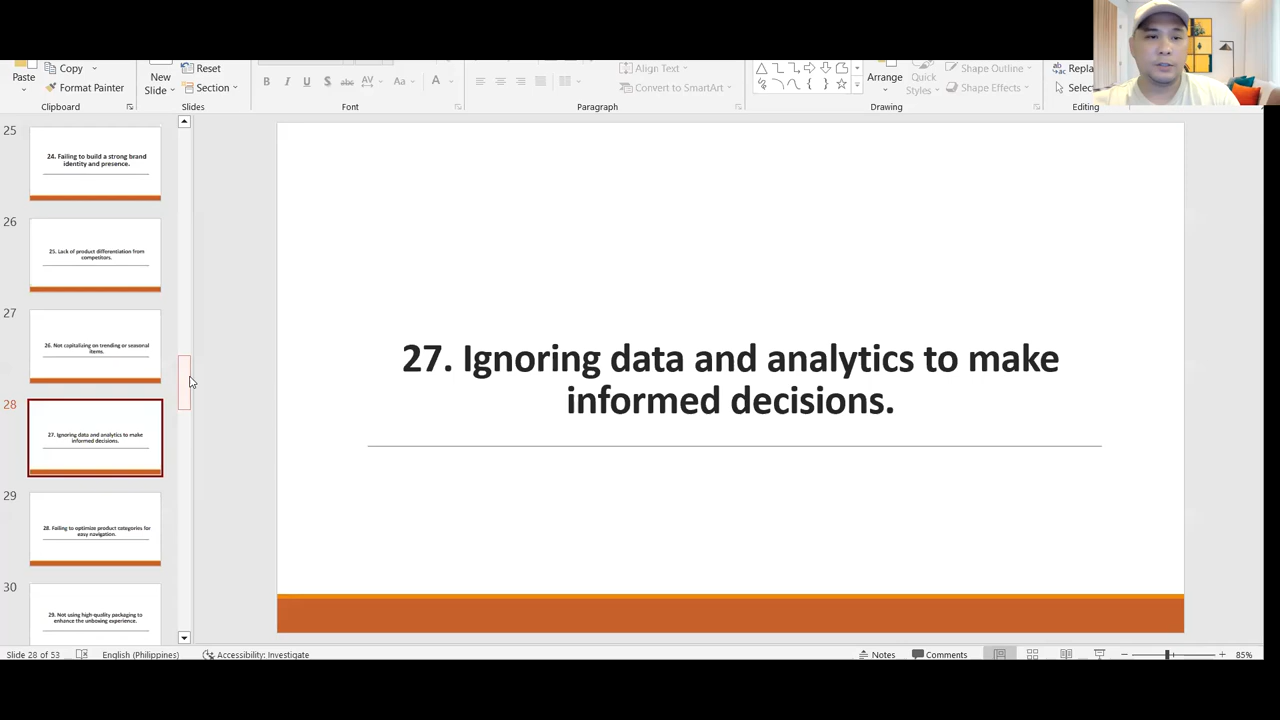 Paste
Copy
Format Painter
Clipboard
New
Slide
Reset
Section
Slides
B I U S abc AV Aa A
Font
Align Text
Convert to SmartArt
Paragraph
Arrange
Quick
Styles
Shape Outline
Shape Effects
Drawing
Repla
Selec
Editing
25
24. Failing to build a strong brand
identity and presence.
26
25. Lack of product differentiation from
competitors.
27
26. Not capitalizing on trending or seasonal
items.
28
27. Ignoring data and analytics to make
informed decisions.
29
28. Failing to optimize product categories for
easy navigation.
30
29. Not using high-quality packaging to
enhance the unboxing experience.
27. Ignoring data and analytics to make
informed decisions.
Slide 28 of 53
English (Philippines)
Accessibility: Investigate
Notes
Comments
85%